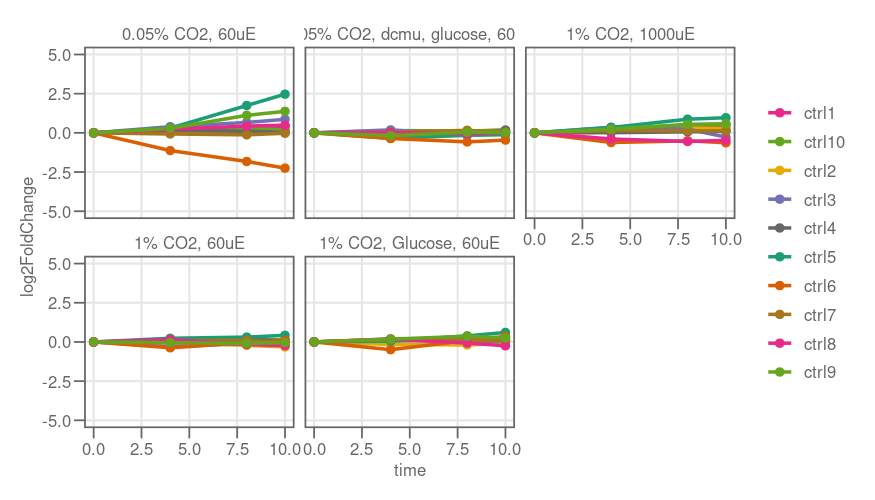 0.05% CO2, 60uE
05% CO2, dcmu, glucose, 60
1% CO2, 1000uE
5.0
2.5
0.0
-2.5
-5.0
0.0 2.5 5.0 7.5 10.0
1% CO2, 60uE
1% CO2, Glucose, 60uE
5.0
2.5
0.0
-2.5
-5.0
0.0 2.5 5.0 7.5 10.0
0.0 2.5 5.0 7.5 10.0
time
log2FoldChange
ctrl1
ctrl10
ctrl2
ctrl3
ctrl4
ctrl5
ctrl6
ctrl7
ctrl8
ctrl9